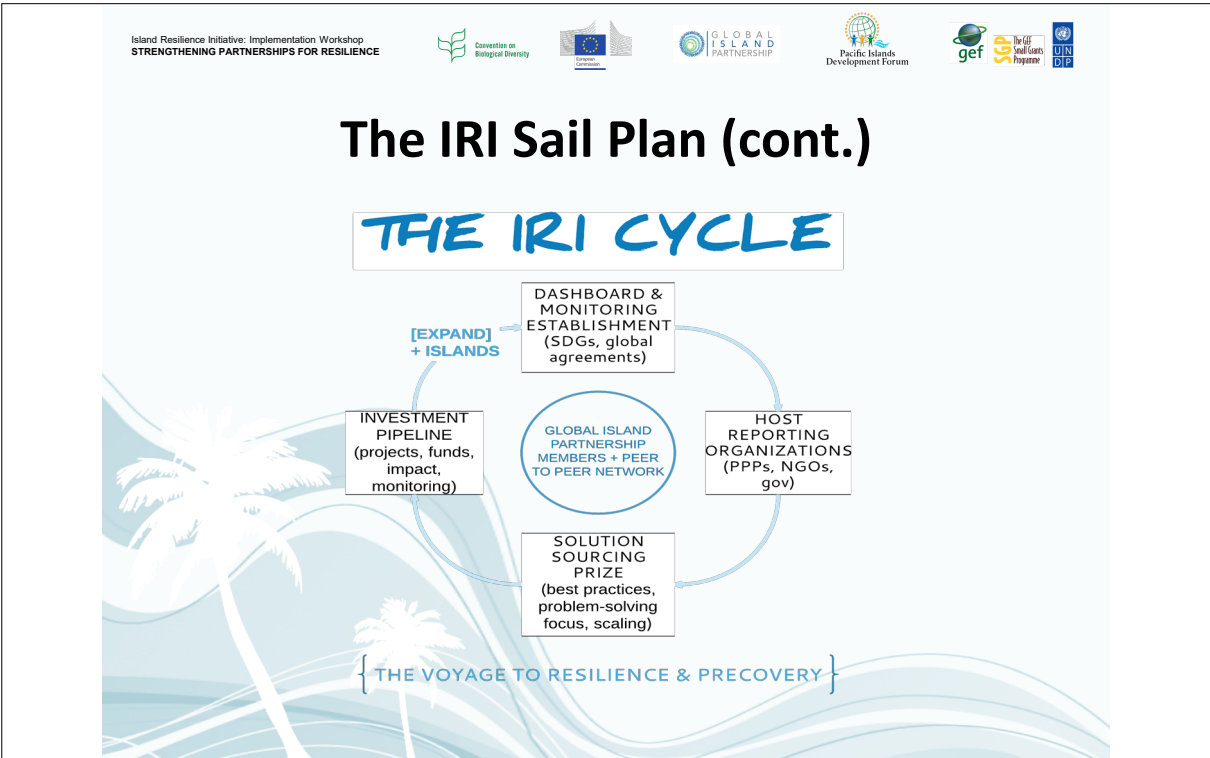 Island Resilience Initiative: Implementation Workshop
STRENGTHENING PARTNERSHIPS FOR RESILIENCE
Convention on
Biological Diversity
European
Commission
GLOBAL
ISLAND
PARTNERSHIP
Pacific Islands
Development Forum
gef
SGP
The GEF
Small Grants
Programme
U N
D P
The IRI Sail Plan (cont.)
THE IRI CYCLE
DASHBOARD &
MONITORING
ESTABLISHMENT
(SDGs, global
agreements)
[EXPAND]
+ ISLANDS
INVESTMENT
PIPELINE
(projects, funds,
impact,
monitoring)
GLOBAL ISLAND
PARTNERSHIP
MEMBERS + PEER
TO PEER NETWORK
HOST
REPORTING
ORGANIZATIONS
(PPPs, NGOs,
gov)
SOLUTION
SOURCING
PRIZE
(best practices,
problem-solving
focus, scaling)
{ THE VOYAGE TO RESILIENCE & PRECOVERY }